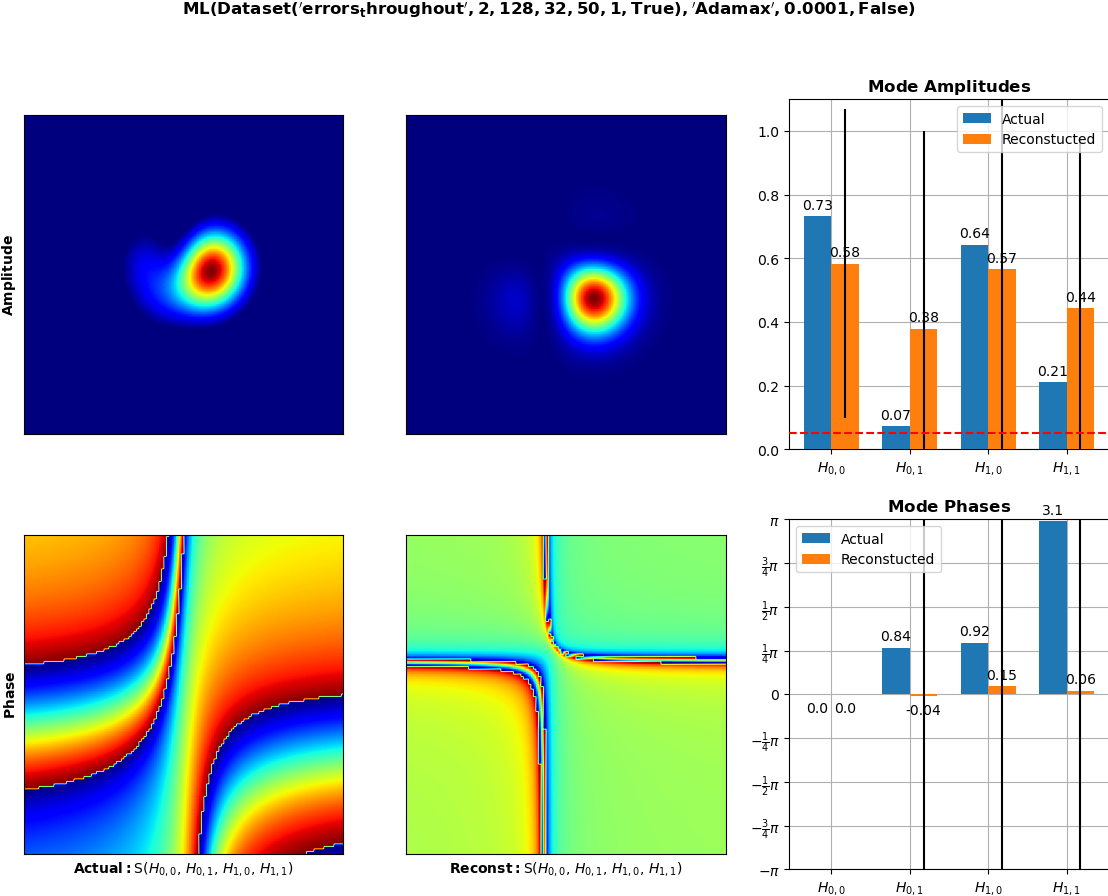 ML(Dataset('errors_throughout', 2, 128, 32, 50, 1, True), 'Adamax', 0.0001, False)
Mode Amplitudes
Amplitude
1.0
0.8
0.6
0.4
0.2
0.0
Actual
Reconstucted
0.73
0.58
0.07
0.38
0.64
0.57
0.21
0.44
H0,0
H0,1
H1,0
H1,1
Phase
Actual: S(H0,0, H0,1, H1,0, H1,1)
Reconst: S(H0,0, H0,1, H1,0, H1,1)
Mode Phases
π
3/4π
1/2π
1/4π
0
−1/4π
−1/2π
−3/4π
−π
Actual
Reconstucted
0.0
0.0
0.84
-0.04
0.92
0.15
3.1
0.06
H0,0
H0,1
H1,0
H1,1